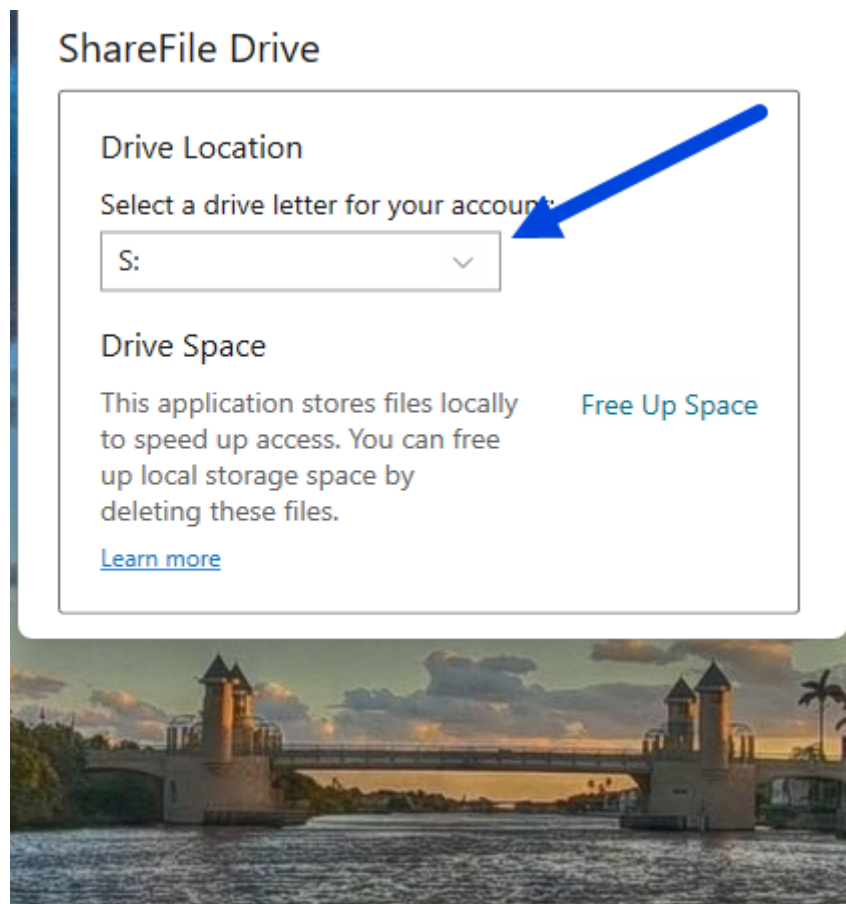 ShareFile Drive
Drive Location
Select a drive letter for your account:
S:
Drive Space
This application stores files locally
to speed up access. You can free
up local storage space by
deleting these files.
Free Up Space
Learn more